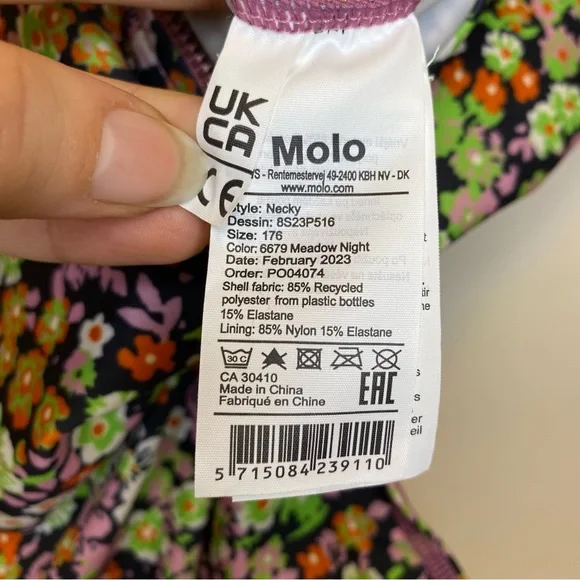 UK
CA
CE
Molo
- Rentemestervej 49-2400 KBH NV - DK
www.molo.com
Style: Necky
Dessin: 8S23P516
Size: 176
Color: 6679 Meadow Night
Date: February 2023
Order: PO04074
Shell fabric: 85% Recycled
polyester from plastic bottles
15% Elastane
Lining: 85% Nylon 15% Elastane
30 C
CA 30410
Made in China
Fabriqué en Chine
EAC
5 715084 239110